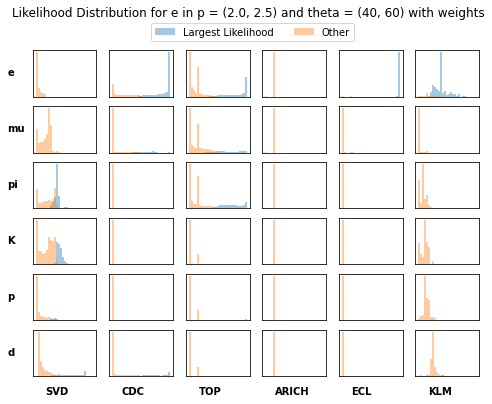 Likelihood Distribution for e in p = (2.0, 2.5) and theta = (40, 60) with weights
Largest Likelihood Other
e
mu
pi
K
p
d
SVD CDC TOP ARICH ECL KLM